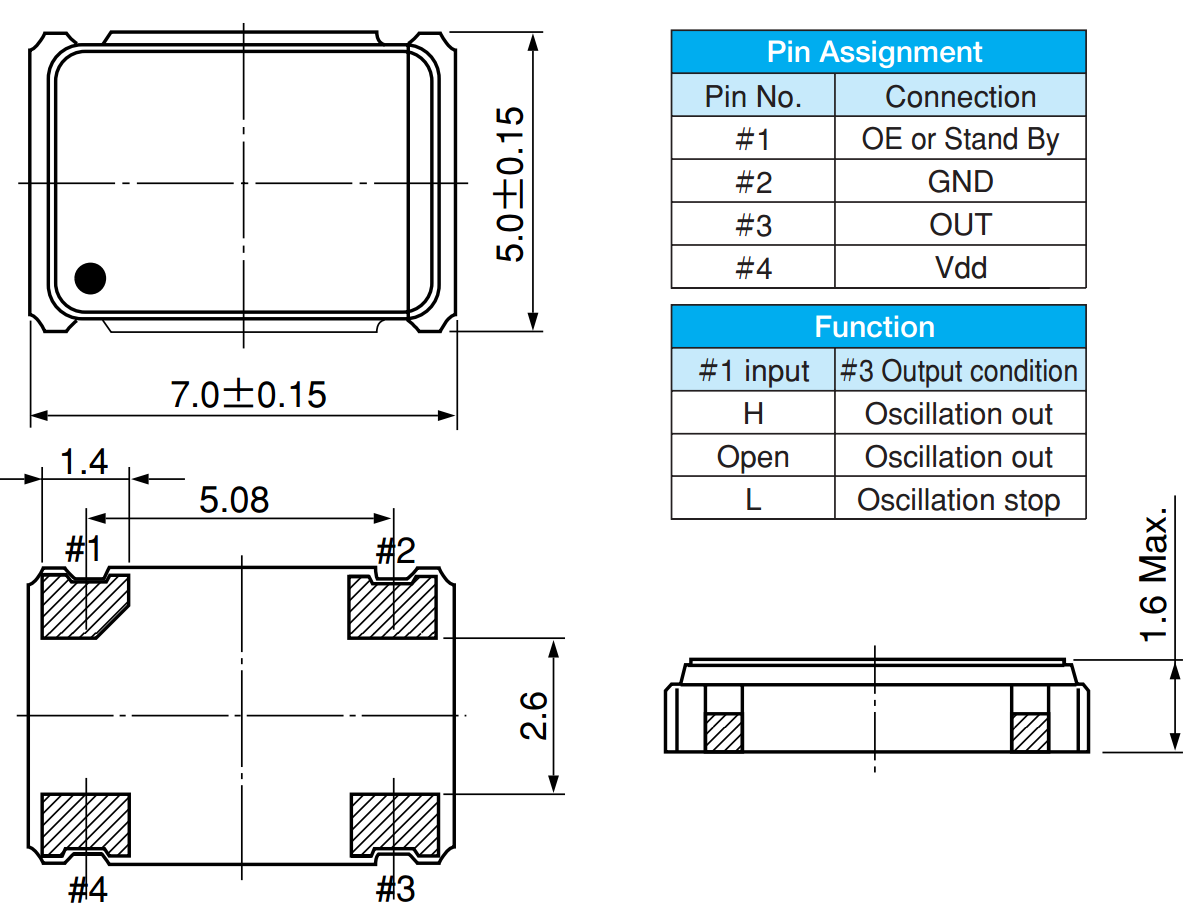 5.0±0.15
7.0±0.15
Pin Assignment
Pin No. Connection
#1 OE or Stand By
#2 GND
#3 OUT
#4 Vdd
Function
#1 input #3 Output condition
H Oscillation out
Open Oscillation out
L Oscillation stop
1.4
5.08
#1 #2
2.6
#4 #3
1.6 Max.